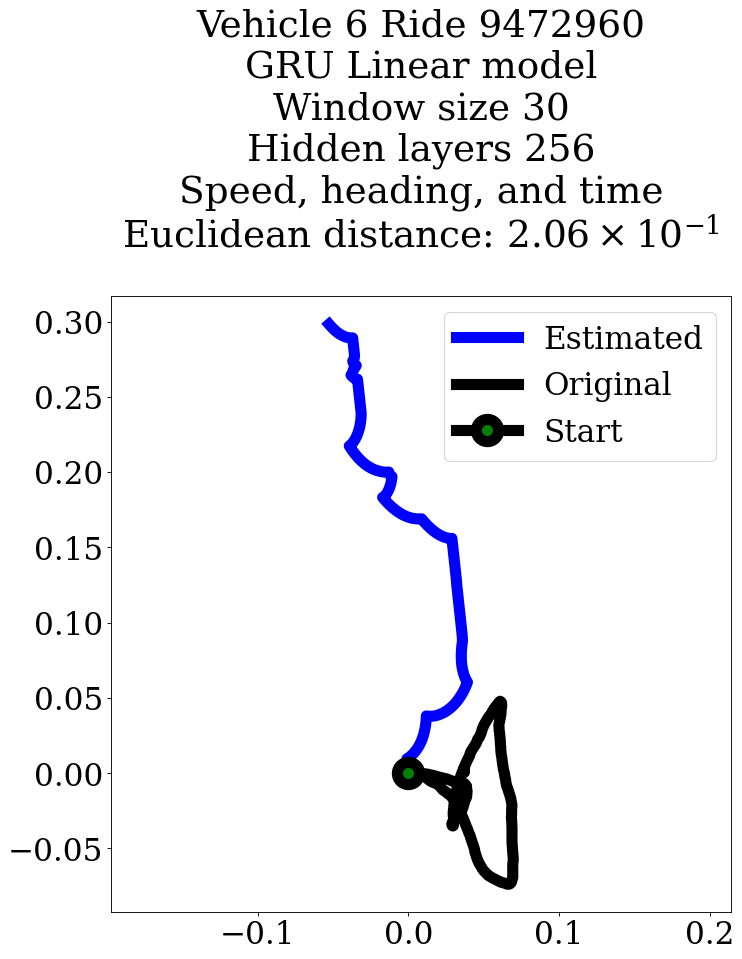 Vehicle 6 Ride 9472960
GRU Linear model
Window size 30
Hidden layers 256
Speed, heading, and time
Euclidean distance: 2.06 × 10⁻¹
0.30
0.25
0.20
0.15
0.10
0.05
0.00
−0.05
Estimated
Original
Start
−0.1 0.0 0.1 0.2